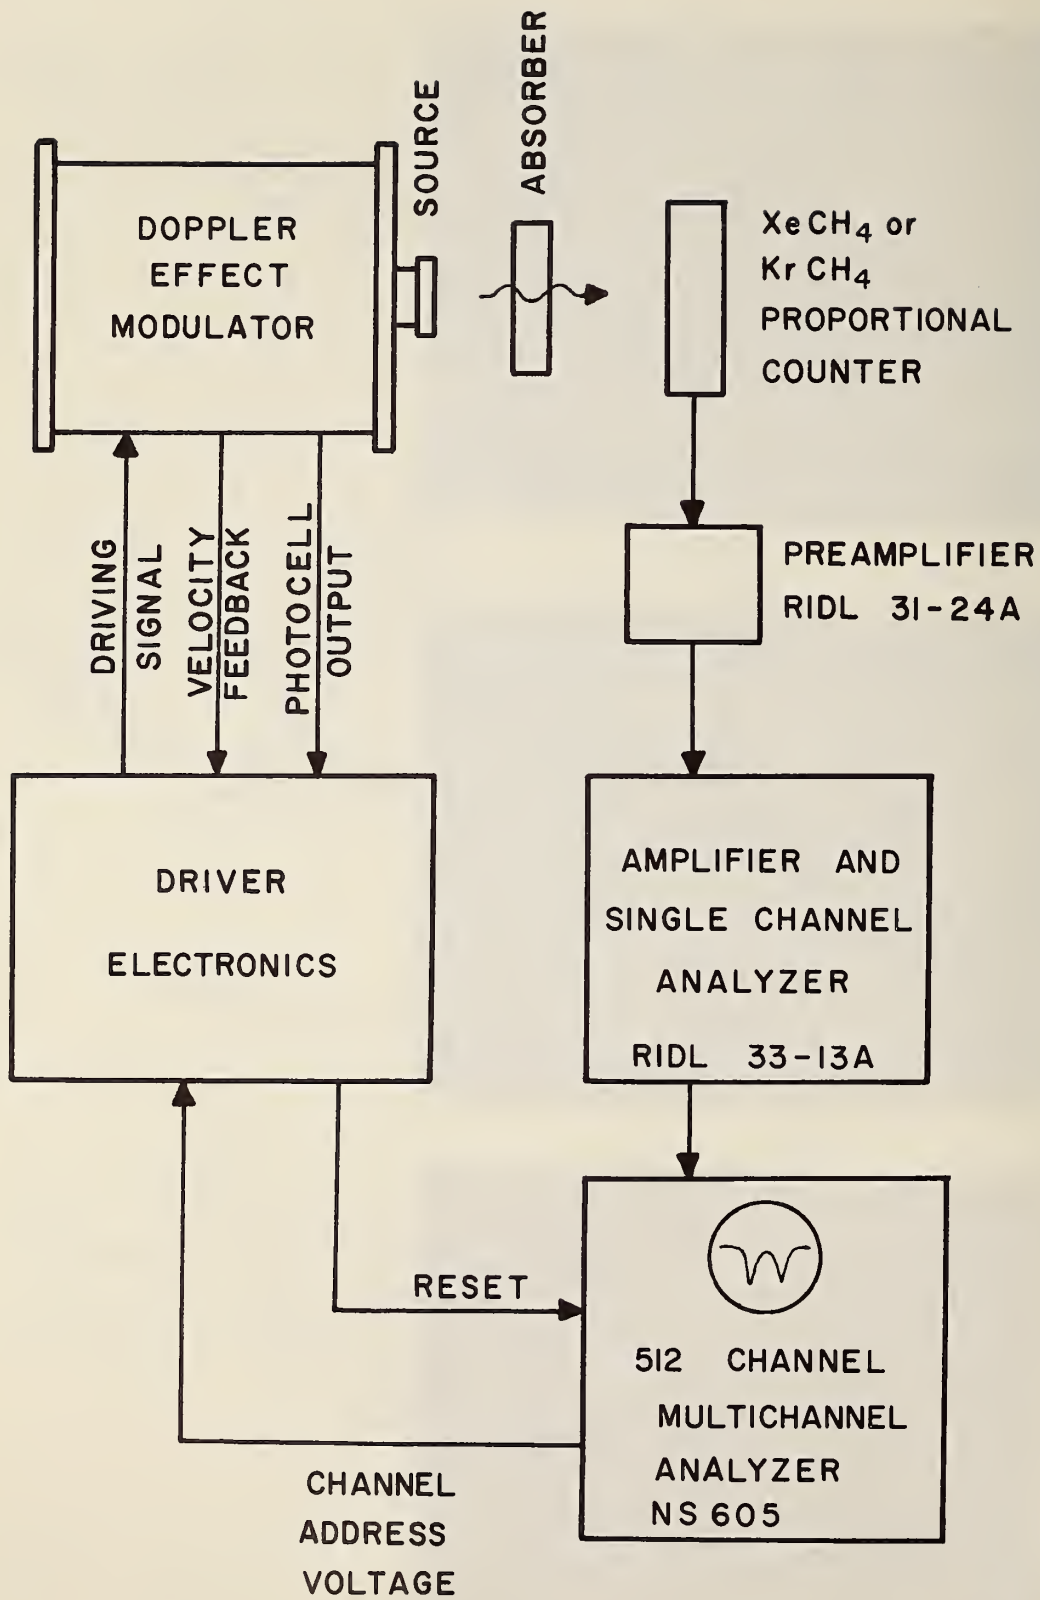 SOURCE
ABSORBER
DOPPLER
EFFECT
MODULATOR
XeCH4 or
KrCH4
PROPORTIONAL
COUNTER
DRIVING
SIGNAL
VELOCITY
FEEDBACK
PHOTOCELL
OUTPUT
PREAMPLIFIER
RIDL 31-24A
DRIVER
ELECTRONICS
AMPLIFIER AND
SINGLE CHANNEL
ANALYZER
RIDL 33-13A
RESET
512 CHANNEL
MULTICHANNEL
ANALYZER
NS 605
CHANNEL
ADDRESS
VOLTAGE